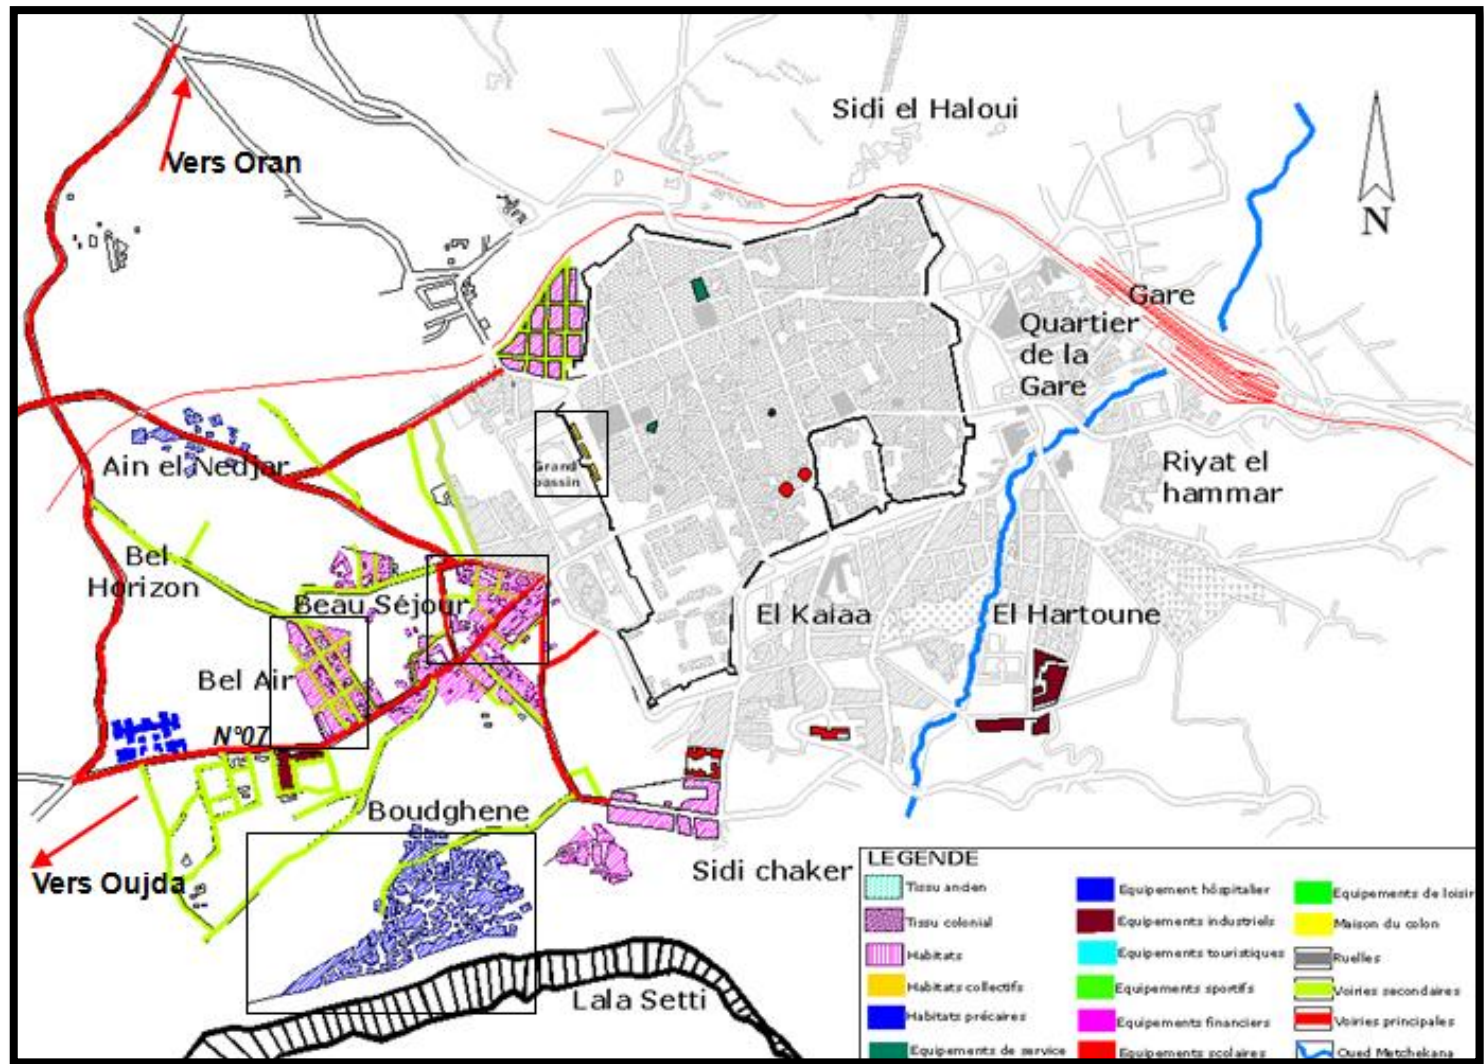 Sidi el Haloui
Vers Oran
N
Gare
Quartier
de la
Gare
Ain el Nedjar
Grand
bassin
Riyat el
hammar
Bel
Horizon
Beau Séjour
El Kaiaa
El Hartoune
Bel Air
N°07
Boudghene
Vers Oujda
Sidi chaker
Lala Setti
LEGENDE
Tissu ancien
Tissu colonial
Habitats
Habitats collectifs
Habitats précaires
Equipements de service
Equipement hôspitalier
Equipements industriels
Equipements touristiques
Equipements sportifs
Equipements financiers
Equipements scolaires
Equipements de loisir
Maison du colon
Ruelles
Voiries secondaires
Voiries principales
Oued Metchekana